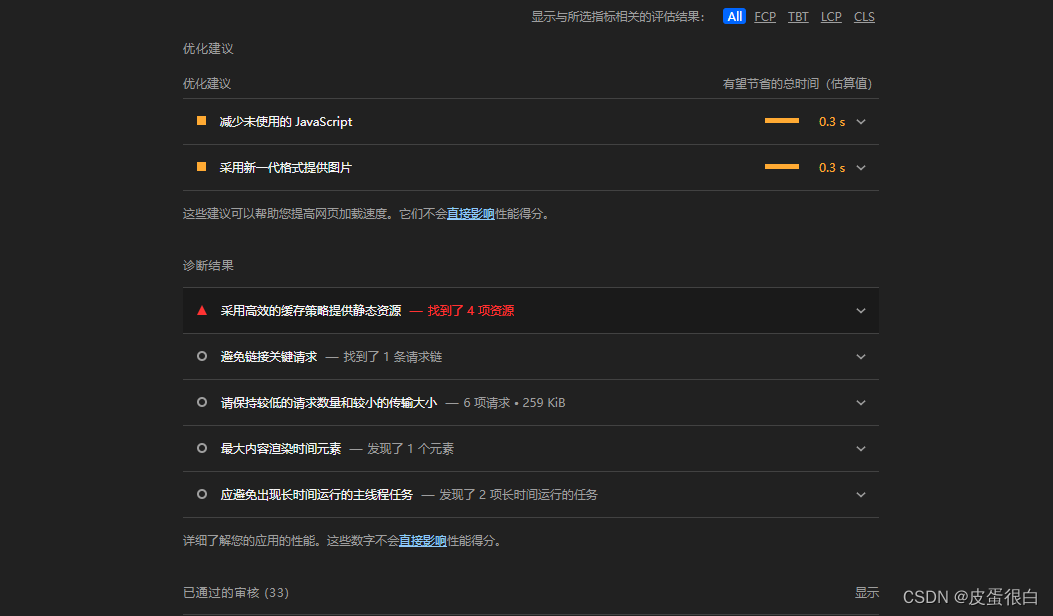 显示与所选指标相关的评估结果： All FCP TBT LCP CLS
优化建议
优化建议 有望节省的总时间（估算值）
减少未使用的 JavaScript 0.3 s
采用新一代格式提供图片 0.3 s
这些建议可以帮助您提高网页加载速度。它们不会直接影响性能得分。
诊断结果
采用高效的缓存策略提供静态资源 — 找到了 4 项资源
避免链接关键请求 — 找到了 1 条请求链
请保持较低的请求数量和较小的传输大小 — 6 项请求 • 259 KiB
最大内容渲染时间元素 — 发现了 1 个元素
应避免出现长时间运行的主线程任务 — 发现了 2 项长时间运行的任务
详细了解您的应用的性能。这些数字不会直接影响性能得分。
已通过的审核 (33) 显示
CSDN @皮蛋很白